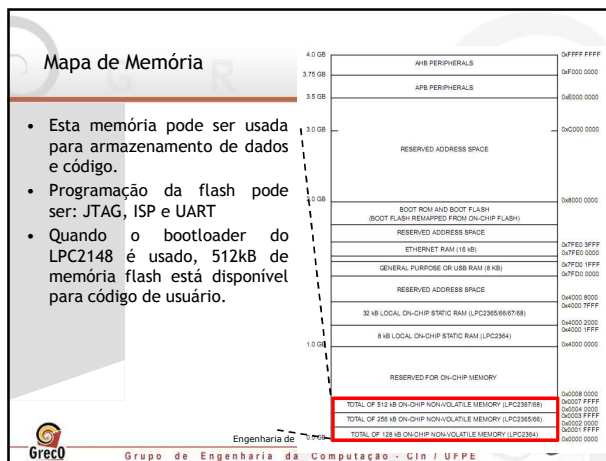 Mapa de Memória
• Esta memória pode ser usada
para armazenamento de dados
e código.
• Programação da flash pode
ser: JTAG, ISP e UART
• Quando o bootloader do
LPC2148 é usado, 512kB de
memória flash está disponível
para código de usuário.
4.0 GB
0xFFFF FFFF
AHB PERIPHERALS
3.75 GB
0xF000 0000
APB PERIPHERALS
3.5 GB
0xE000 0000
3.0 GB
0xC000 0000
RESERVED ADDRESS SPACE
2.0 GB
0x8000 0000
BOOT ROM AND BOOT FLASH
(BOOT FLASH REMAPPED FROM ON-CHIP FLASH)
RESERVED ADDRESS SPACE
0x7FE0 3FFF
ETHERNET RAM (16 kB)
0x7FE0 0000
0x7FD0 1FFF
GENERAL PURPOSE OR USB RAM (8 KB)
0x7FD0 0000
RESERVED ADDRESS SPACE
0x4000 8000
0x4000 7FFF
32 kB LOCAL ON-CHIP STATIC RAM (LPC2365/66/67/68)
0x4000 2000
0x4000 1FFF
8 kB LOCAL ON-CHIP STATIC RAM (LPC2364)
1.0 GB
0x4000 0000
RESERVED FOR ON-CHIP MEMORY
0x0008 0000
0x0007 FFFF
TOTAL OF 512 kB ON-CHIP NON-VOLATILE MEMORY (LPC2367/68)
0x0004 0000
0x0003 FFFF
TOTAL OF 256 kB ON-CHIP NON-VOLATILE MEMORY (LPC2365/66)
0x0002 0000
0x0001 FFFF
TOTAL OF 128 kB ON-CHIP NON-VOLATILE MEMORY (LPC2364)
0.0 GB
0x0000 0000
Engenharia de
GrecO
Grupo de Engenharia da Computação - CIn / UFPE